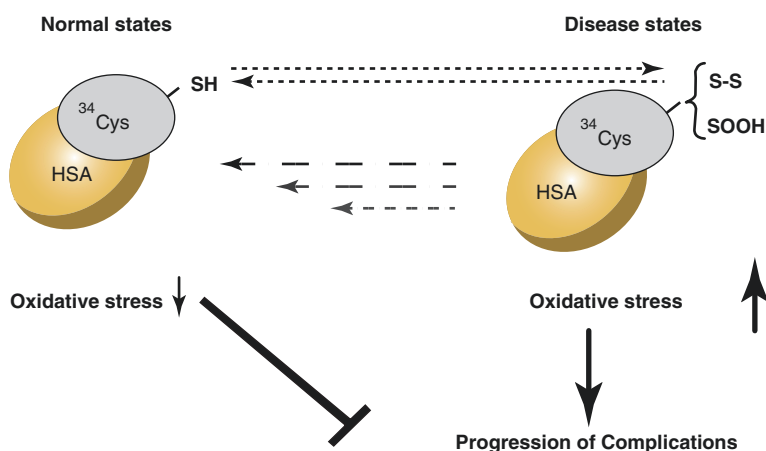 Normal states
Disease states
SH
S-S
34Cys
34Cys
SOOH
HSA
HSA
Oxidative stress
Oxidative stress
Progression of Complications